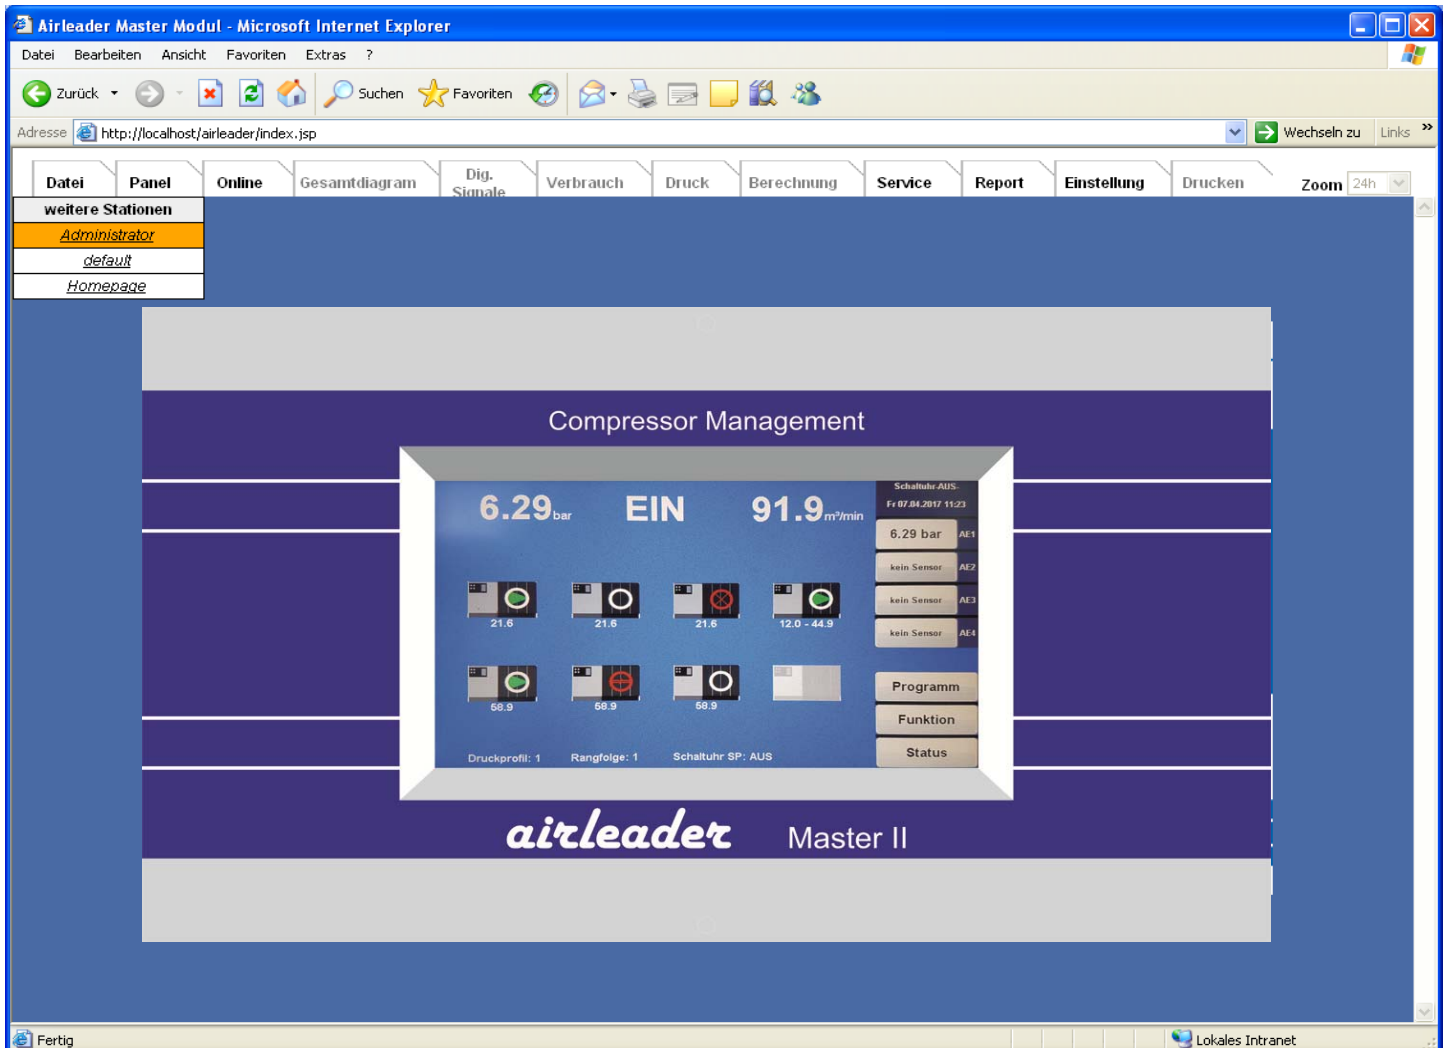 Airleader Master Modul - Microsoft Internet Explorer
Datei Bearbeiten Ansicht Favoriten Extras ?
Zurück Suchen Favoriten
Adresse http://localhost/airleader/index.jsp Wechseln zu Links »
Datei Panel Online Gesamtdiagram Dig. Signale Verbrauch Druck Berechnung Service Report Einstellung Drucken Zoom 24h
weitere Stationen
Administrator
default
Homepage
Compressor Management
6.29 bar EIN 91.9 m³/min
Schaltuhr-AUS-
Fr 07.04.2017 11:23
6.29 bar AE1
kein Sensor AE2
kein Sensor AE3
kein Sensor AE4
21.6 21.6 21.6 12.0 - 44.9
58.9 58.9 58.9
Programm
Funktion
Status
Druckprofil: 1 Rangfolge: 1 Schaltuhr SP: AUS
airleader Master II
Fertig Lokales Intranet